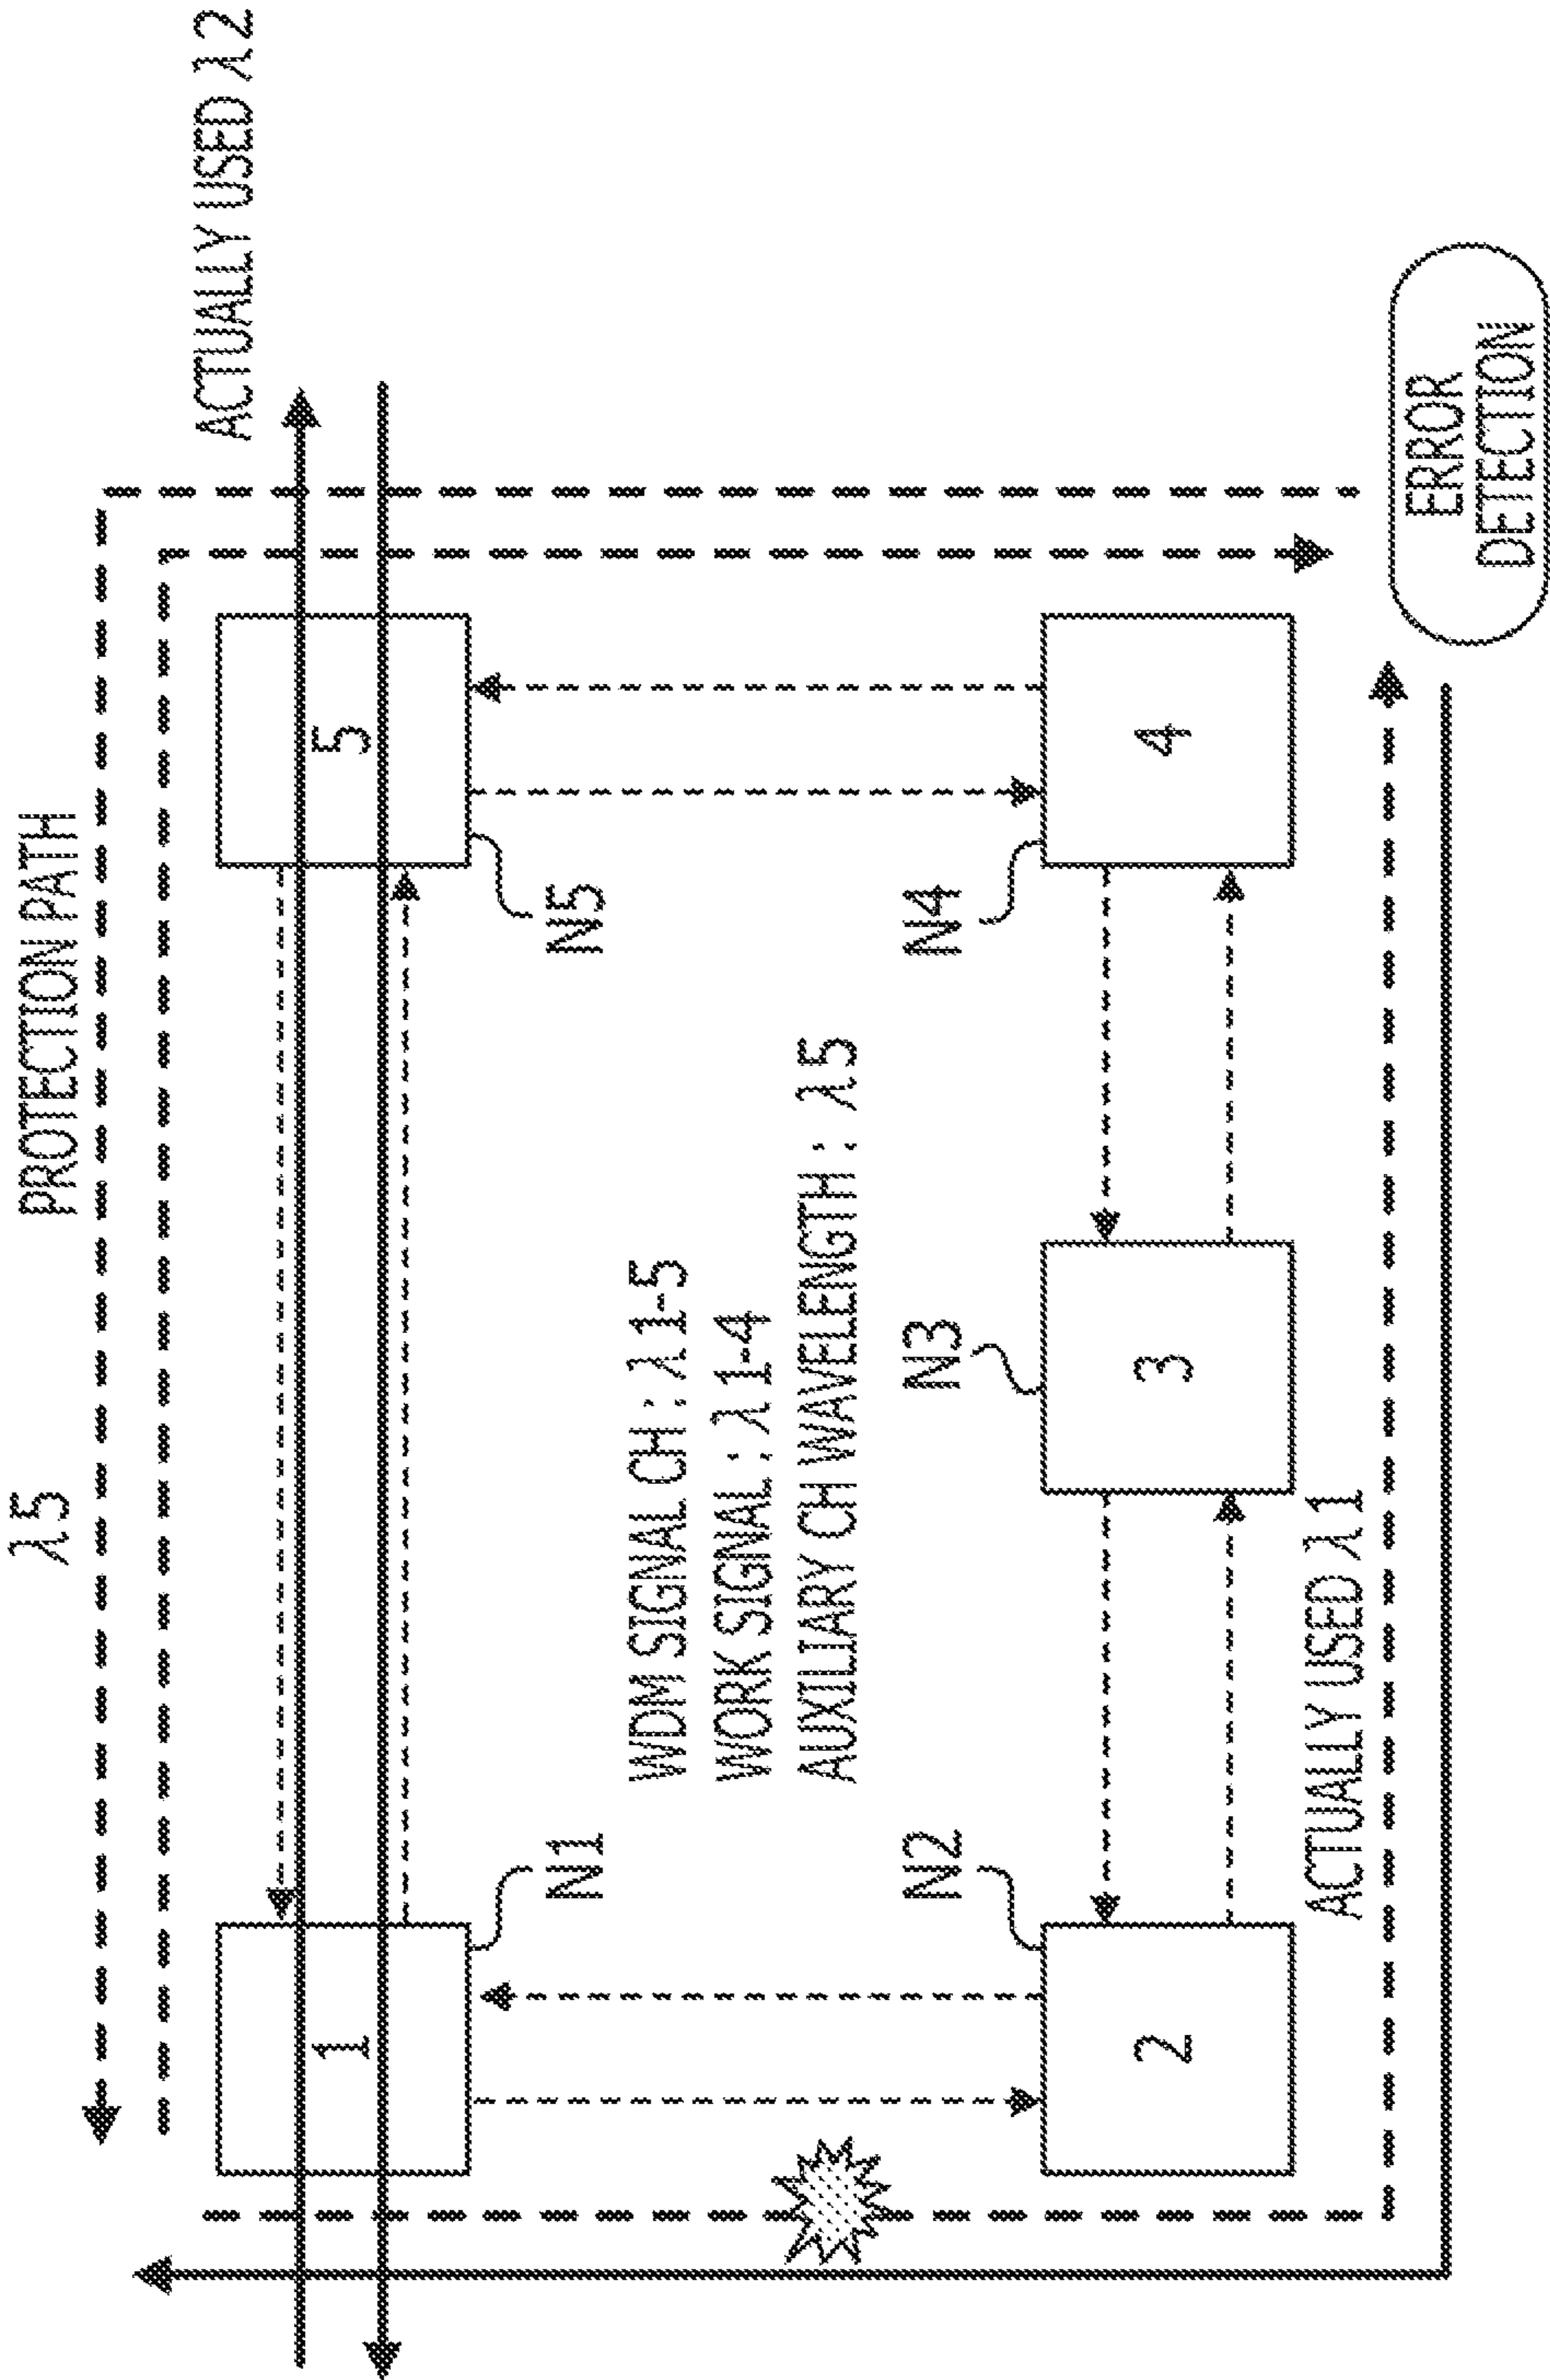 λ5
PROTECTION PATH
ACTUALLY USED λ2
1
5
N1
N5
WDM SIGNAL CH : λ1-5
WORK SIGNAL : λ1-4
AUXILIARY CH WAVELENGTH : λ5
N2
N3
N4
2
3
4
ACTUALLY USED λ1
ERROR
DETECTION